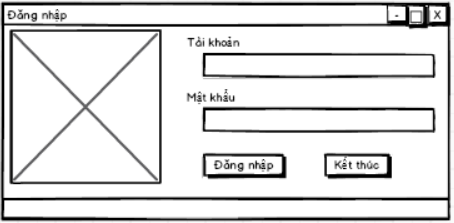 Đăng nhập
- X
Tài khoản
Mật khẩu
Đăng nhập
Kết thúc